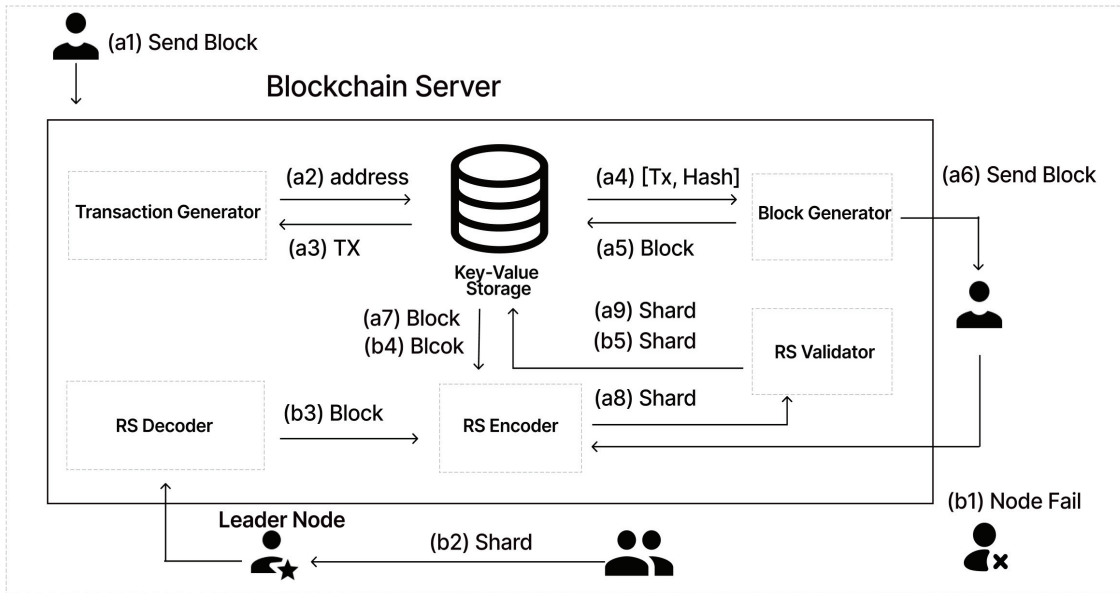 (a1) Send Block
Blockchain Server
(a2) address
(a4) [Tx, Hash]
(a6) Send Block
Transaction Generator
Block Generator
(a3) TX
(a5) Block
Key-Value
Storage
(a9) Shard
(a7) Block
(b5) Shard
(b4) Blcok
RS Validator
(a8) Shard
(b3) Block
RS Decoder
RS Encoder
(b1) Node Fail
Leader Node
(b2) Shard